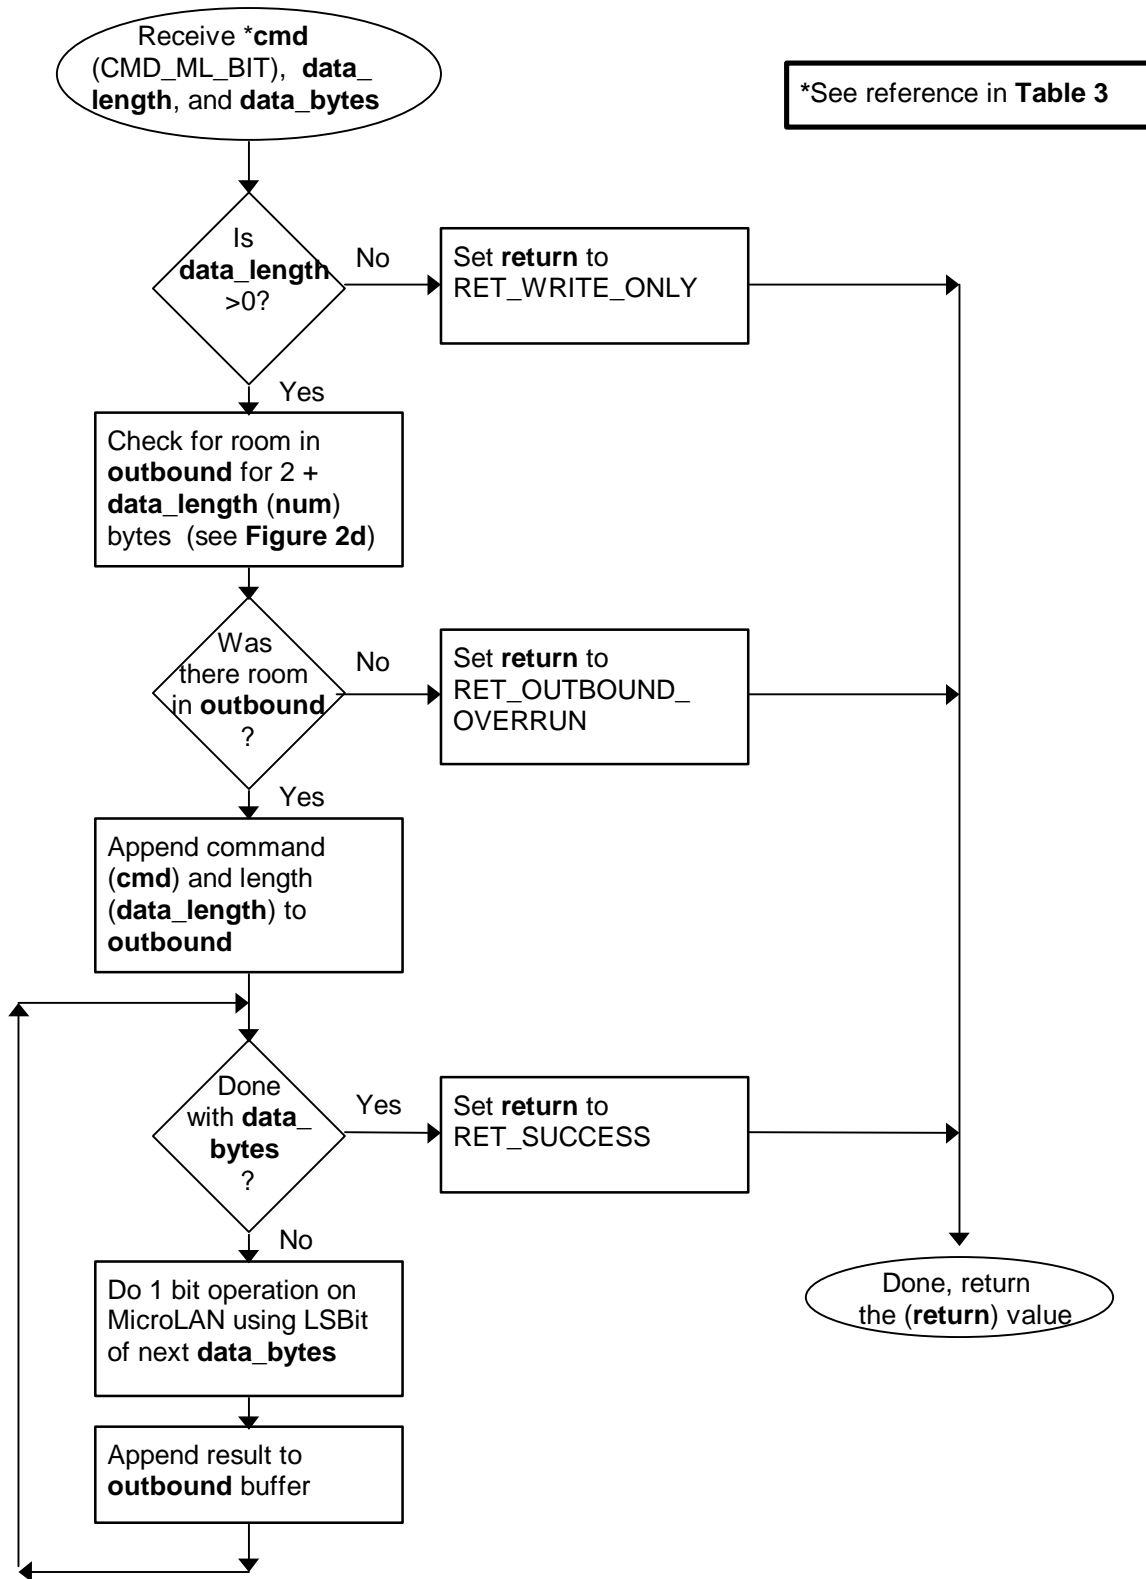 Receive *cmd
(CMD_ML_BIT), data_
length, and data_bytes
*See reference in Table 3
Is
data_length
>0?
No
Set return to
RET_WRITE_ONLY
Yes
Check for room in
outbound for 2 +
data_length (num)
bytes (see Figure 2d)
Was
there room
in outbound
?
No
Set return to
RET_OUTBOUND_
OVERRUN
Yes
Append command
(cmd) and length
(data_length) to
outbound
Done
with data_
bytes
?
Yes
Set return to
RET_SUCCESS
No
Do 1 bit operation on
MicroLAN using LSBit
of next data_bytes
Done, return
the (return) value
Append result to
outbound buffer